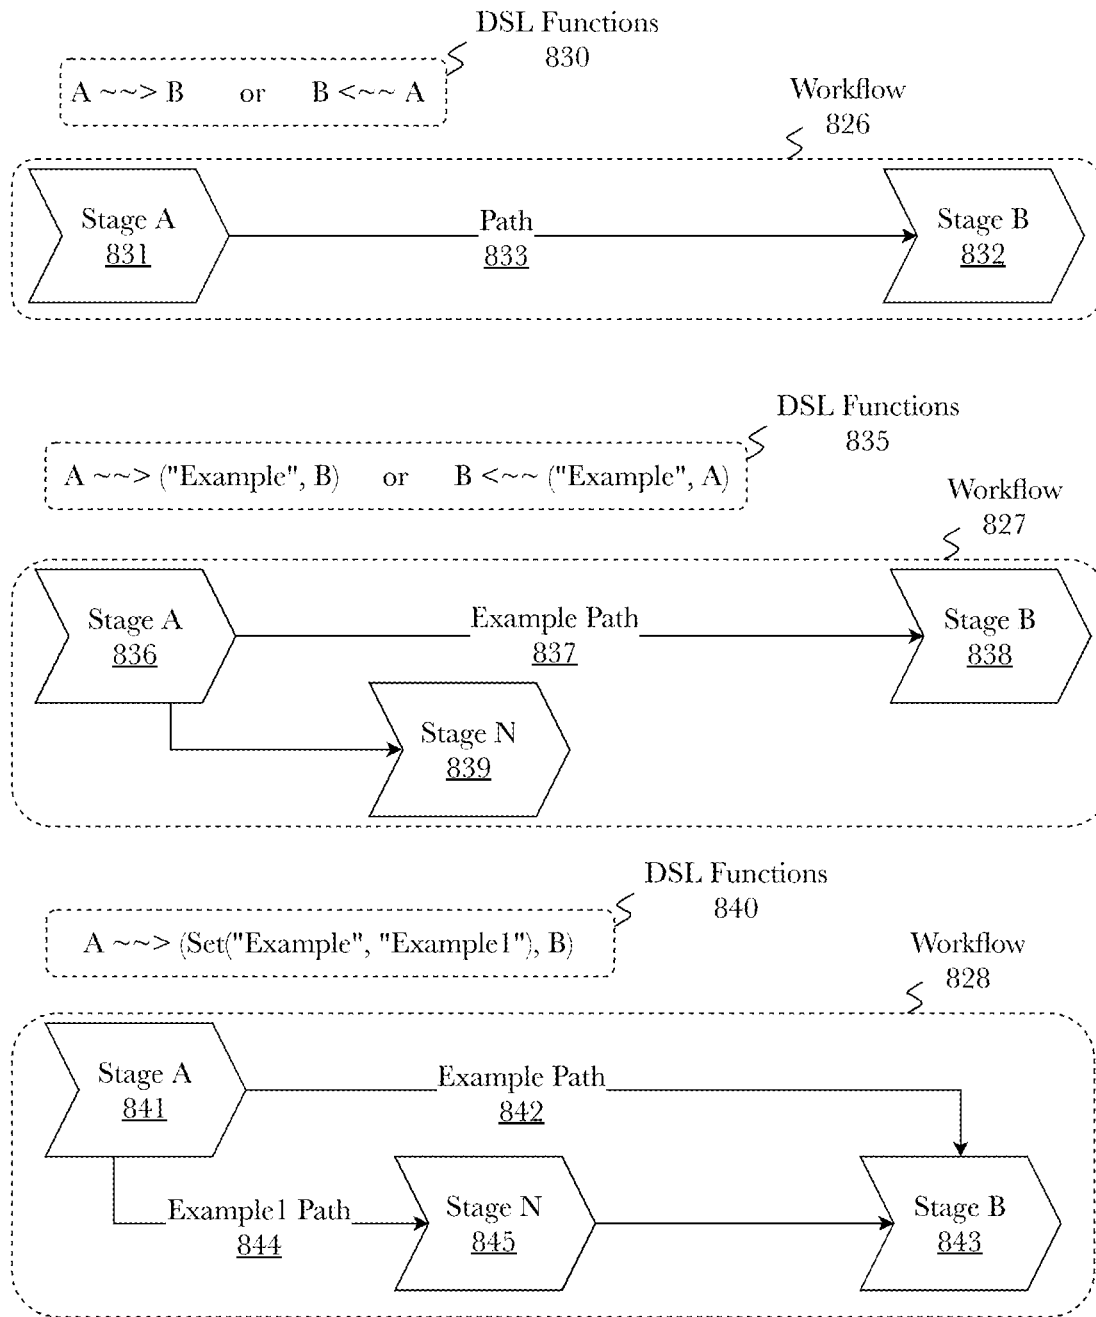 DSL Functions
830
A ~~> B or B <~~ A
Workflow
826
Stage A
831
Path
833
Stage B
832
DSL Functions
835
A ~~> ("Example", B) or B <~~ ("Example", A)
Workflow
827
Stage A
836
Example Path
837
Stage B
838
Stage N
839
DSL Functions
840
A ~~> (Set("Example", "Example1"), B)
Workflow
828
Stage A
841
Example Path
842
Example1 Path
844
Stage N
845
Stage B
843